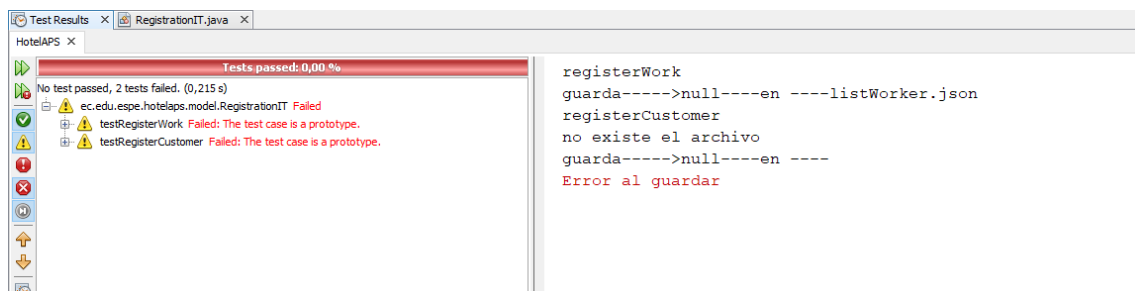 Test Results
RegistrationIT.java
HotelAPS
Tests passed: 0,00 %
No test passed, 2 tests failed. (0,215 s)
ec.edu.espe.hotelaps.model.RegistrationIT Failed
testRegisterWork Failed: The test case is a prototype.
testRegisterCustomer Failed: The test case is a prototype.
registerWork
guarda----->null----en ----listWorker.json
registerCustomer
no existe el archivo
guarda----->null----en ----
Error al guardar